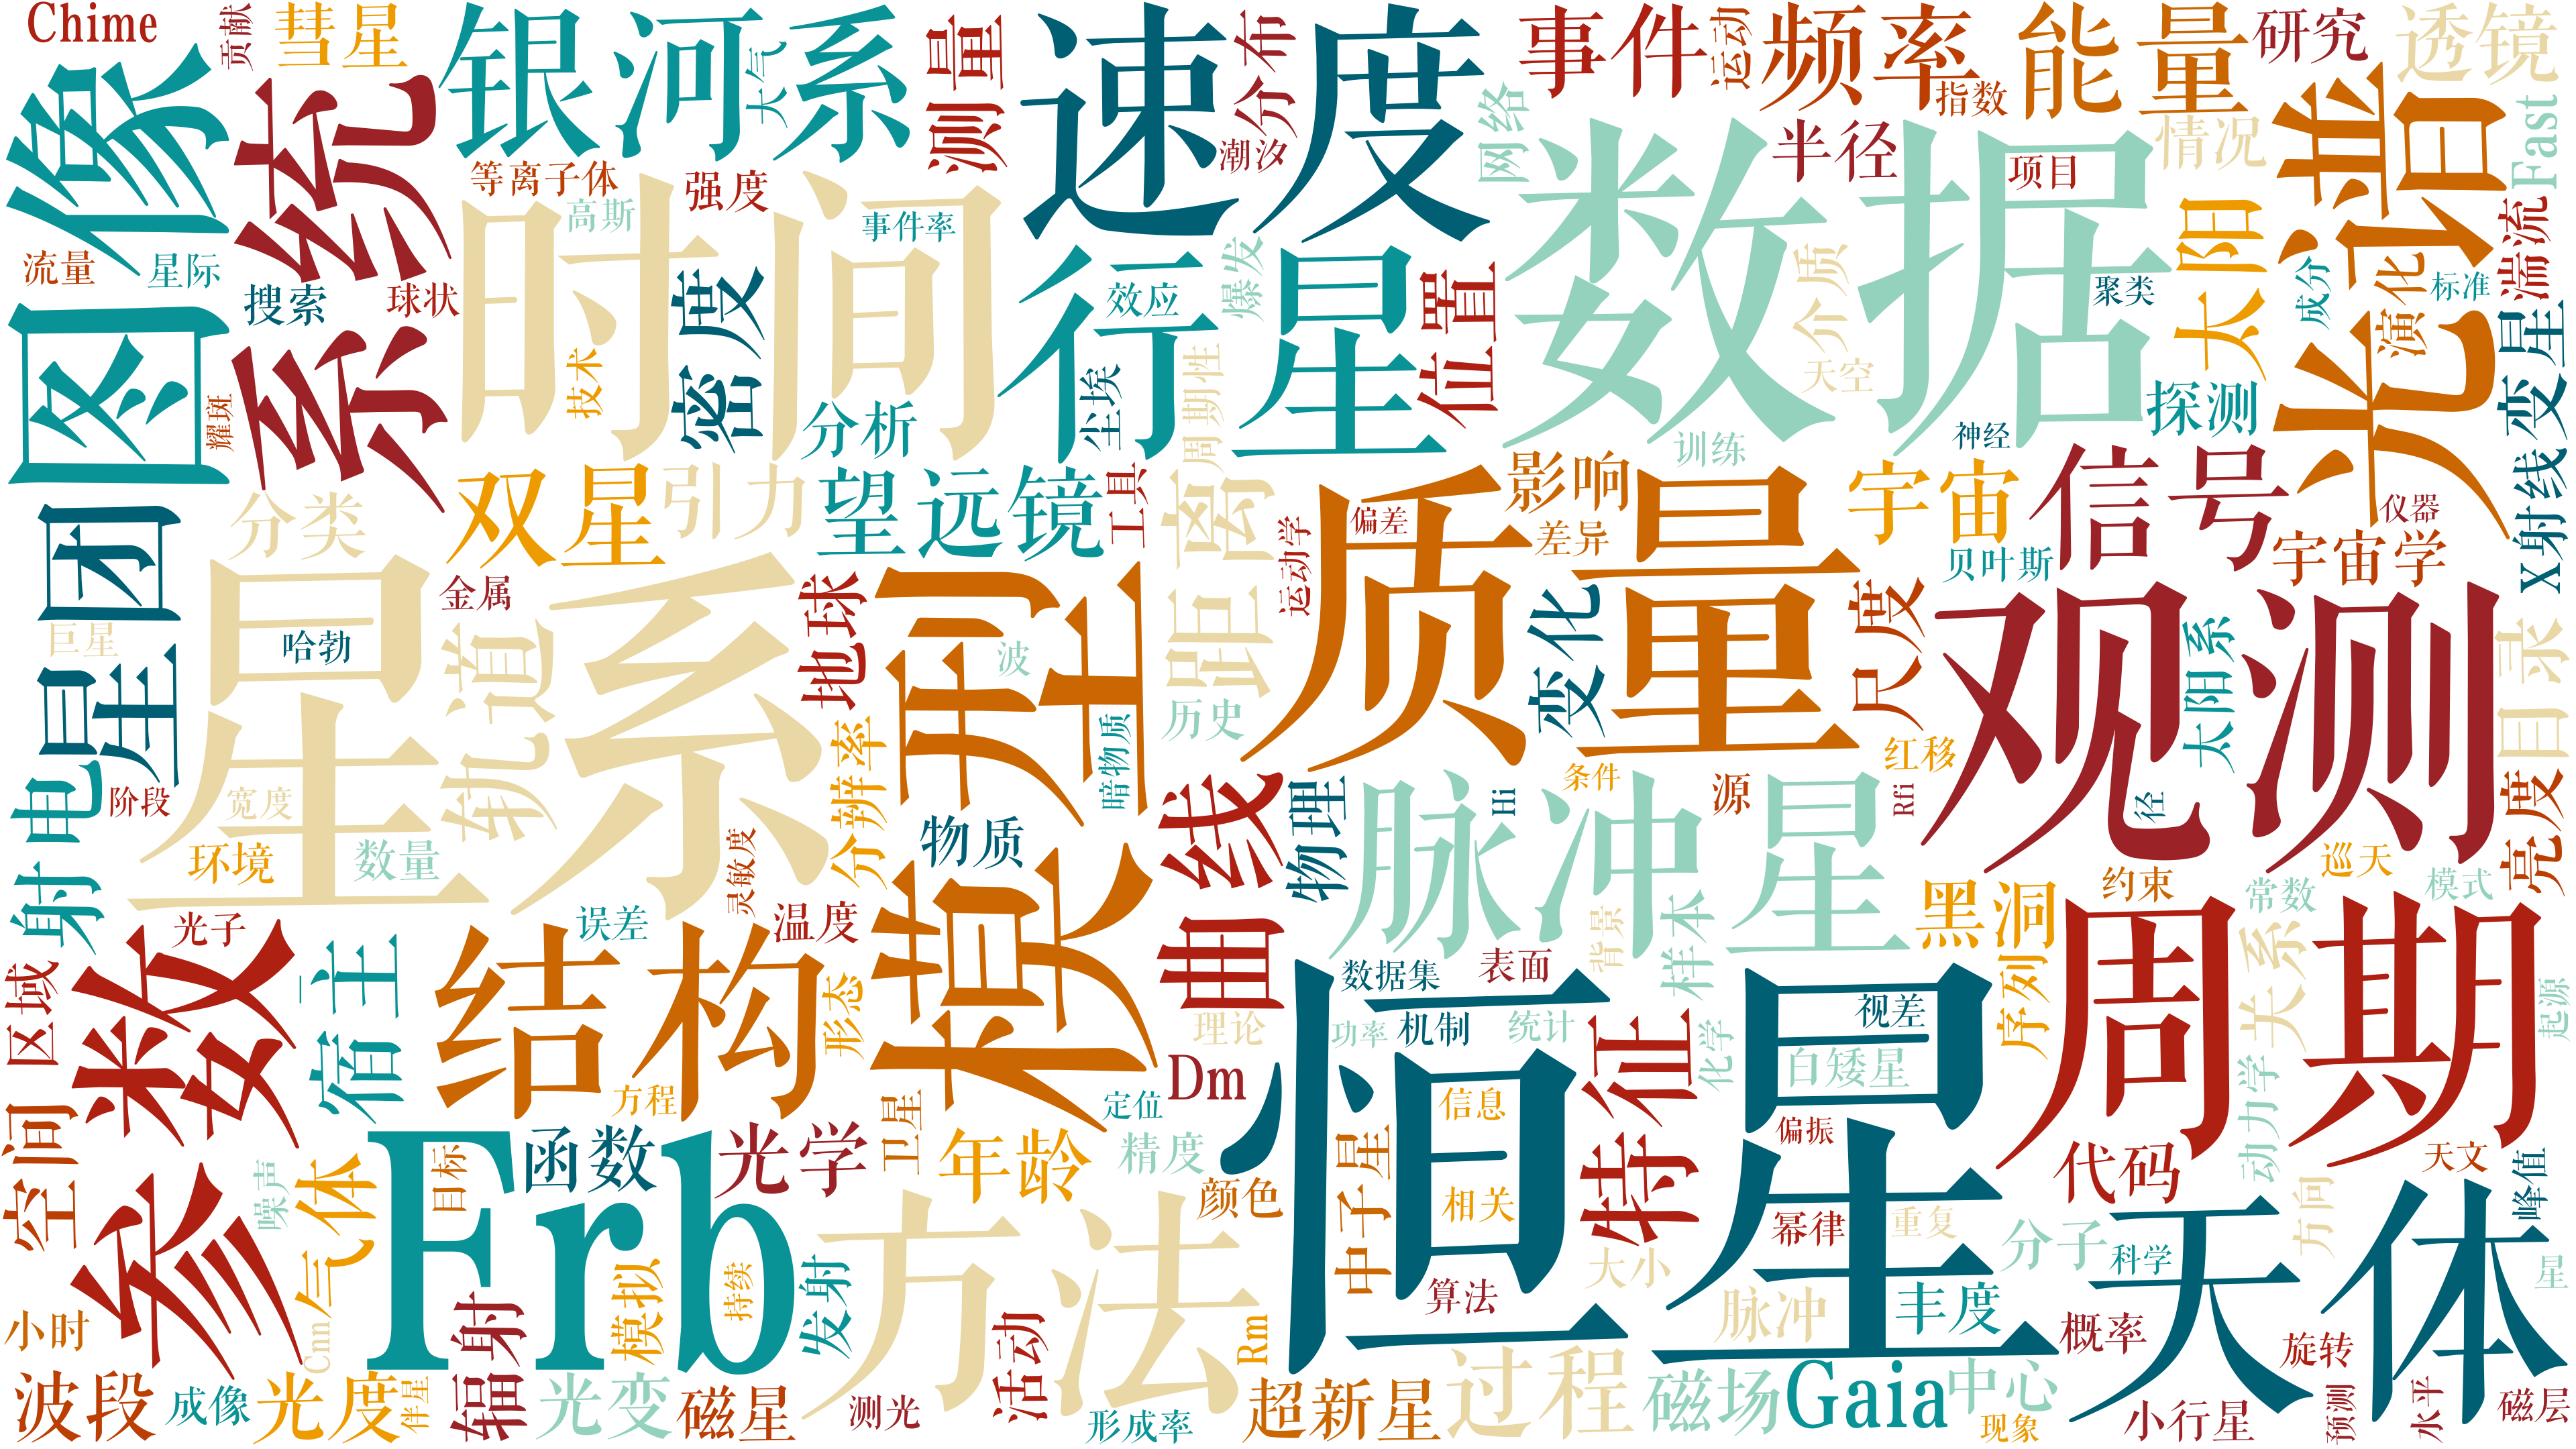 Chime
贡献
彗星
银河系
大气
测量
速度
分布
事件
运动
频率
指数
能量
研究
透镜
图像
系统
等离子体
高斯
强度
事件率
潮汐
网络
数据
半径
项目
情况
光谱
Fast
流量
星际
搜索
球状
时间
密度
行星
效应
爆发
位置
介质
天空
太阳
聚类
成分
演化
标准
湍流
变星
耀斑
技术
分析
尘埃
周期性
训练
神经
探测
星团
分类
双星
引力
望远镜
工具
距离
质量
影响
偏差
差异
运动学
宇宙
信号
贝叶斯
宇宙学
仪器
X射线
金属
巨星
哈勃
星系
轨道
地球
模型
波
历史
变化
尺度
观测
太阳系
目录
射电
阶段
宽度
环境
数量
分辨率
暗物质
物质
灵敏度
曲线
物理
脉冲星
Hi
条件
源
红移
Rfi
径
巡天
亮度
参数
光子
区域
宿主
结构
误差
温度
形态
数据集
表面
背景
样本
黑洞
序列
约束
周期
常数
关系
模式
起源
理论
功率
机制
统计
化学
视差
白矮星
恒星
特征
Dm
定位
方程
空间
噪声
气体
Frb
目标
函数
光学
卫星
年龄
精度
颜色
中子星
信息
相关
偏振
幂律
重复
代码
动力学
方向
天文
峰值
天体
小时
Cnn
模拟
持续
发射
方法
活动
Rm
算法
大小
脉冲
丰度
分子
科学
概率
旋转
星
波段
成像
光度
伴星
辐射
光变
磁星
测光
形成率
超新星
过程
磁场
Gaia
中心
现象
小行星
预测
水平
磁层